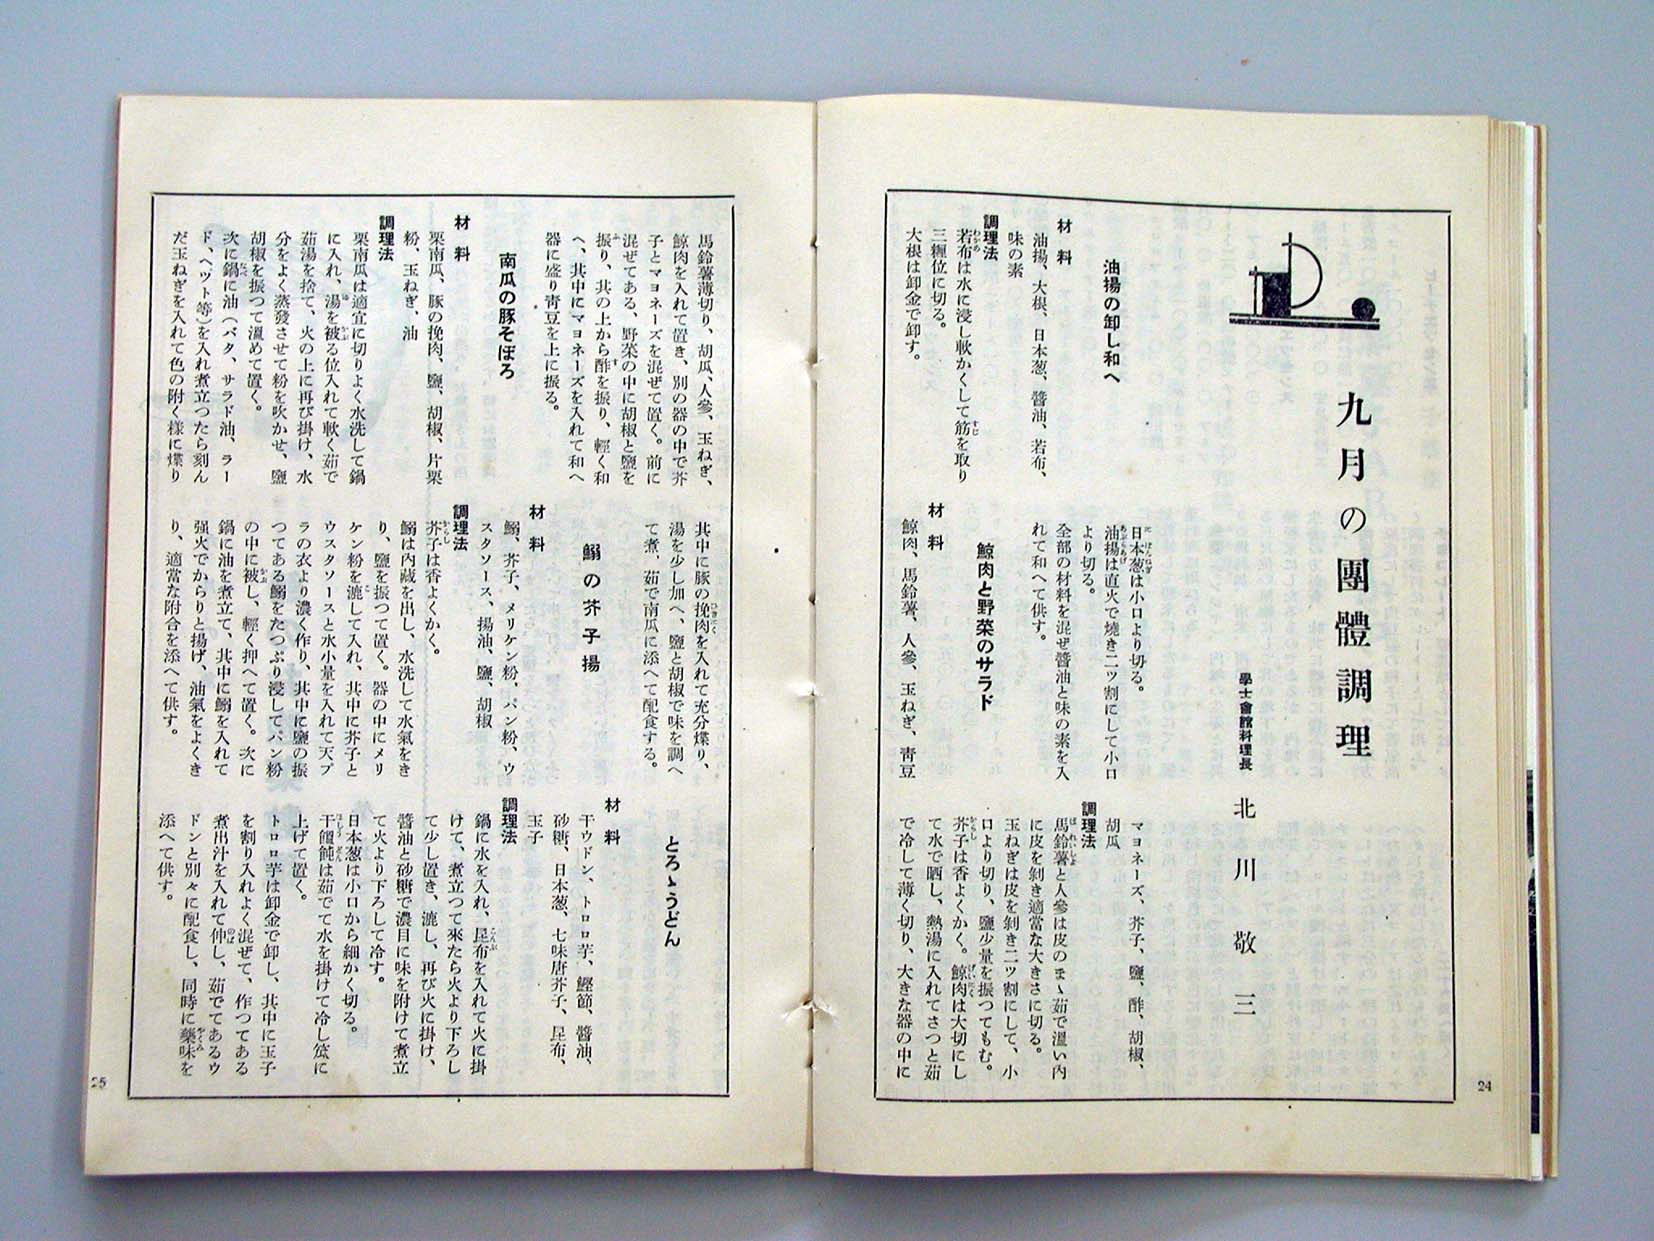 九月の團體調理
學士會館料理長
北川敬三
油揚の卸し和へ
材料
油揚、大根、日本葱、醬油、若布、
味の素
調理法
若布は水に浸し軟かくして筋を取り
三糎位に切る。
大根は卸金で卸す。
日本葱は小口より切る。
油揚は直火で燒き二ツ割にして小口
より切る。
全部の材料を混ぜ醬油と味の素を入
れて和へて供す。
鯨肉と野菜のサラド
材料
鯨肉、馬鈴薯、人參、玉ねぎ、靑豆
マヨネーズ、芥子、鹽、酢、胡椒、
胡瓜
調理法
馬鈴薯と人參は皮のまゝ茹で溫い内
に皮を剝き適當な大きさに切る。
玉ねぎは皮を剝き二ツ割にして、小
口より切り、鹽少量を振つてもむ。
芥子は香よくかく。鯨肉は大切にし
て水で晒し、熱湯に入れてさつと茹
で冷して薄く切り、大きな器の中に
24
馬鈴薯薄切り、胡瓜、人參、玉ねぎ、
鯨肉を入れて置き、別の器の中で芥
子とマヨネーズを混ぜて置く。前に
混ぜてある、野菜の中に胡椒と鹽を
振り、其の上から酢を振り、輕く和
へ、其中にマヨネーズを入れて和へ
器に盛り靑豆を上に振る。
南瓜の豚そぼろ
材料
栗南瓜、豚の挽肉、鹽、胡椒、片栗
粉、玉ねぎ、油
調理法
栗南瓜は適宜に切りよく水洗して鍋
に入れ、湯を被る位入れて軟く茹で
茹湯を捨て、火の上に再び掛け、水
分をよく蒸發させて粉を吹かせ、鹽
胡椒を振つて溫めて置く。
次に鍋に油（バタ、サラド油、ラー
ド、ヘツト等）を入れ煮立つたら刻ん
だ玉ねぎを入れて色の附く樣に煠り
其中に豚の挽肉を入れて充分煠り、
湯を少し加へ、鹽と胡椒で味を調へ
て煮、茹で南瓜に添へて配食する。
鰯の芥子揚
材料
鰯、芥子、メリケン粉、パン粉、ウ
スタソース、揚油、鹽、胡椒
調理法
芥子は香よくかく。
鰯は内藏を出し、水洗して水氣をき
り、鹽を振つて置く。器の中にメリ
ケン粉を漉して入れ、其中に芥子と
ウスタソースと水小量を入れて天プ
ラの衣より濃く作り、其中に鹽の振
つてある鰯をたつぷり浸してパン粉
の中に被し、輕く押へて置く。次に
鍋に油を煮立て、其中に鰯を入れて
强火でからりと揚げ、油氣をよくき
り、適當な附合を添へて供す。
とろゝうどん
材料
干ウドン、トロロ芋、鰹節、醬油、
砂糖、日本葱、七味唐芥子、昆布、
玉子
調理法
鍋に水を入れ、昆布を入れて火に掛
けて、煮立つて來たら火より下ろし
て少し置き、漉し、再び火に掛け、
醬油と砂糖で濃目に味を附けて煮立
て火より下ろして冷す。
日本葱は小口から細かく切る。
干饂飩は茹でて水を掛けて冷し笊に
上げて置く。
トロロ芋は卸金で卸し、其中に玉子
を割り入れよく混ぜて、作つてある
煮出汁を入れて伸し、茹でてあるウ
ドンと別々に配食し、同時に藥味を
添へて供す。
25